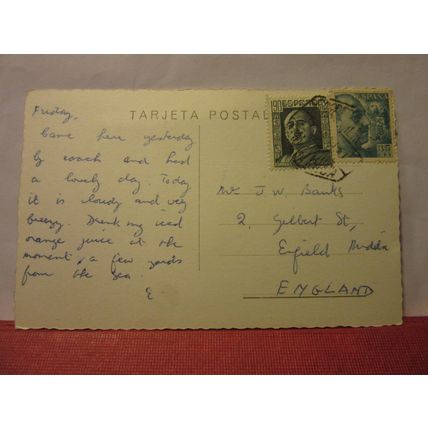 TARJETA POSTAL
Friday,
Came here yesterday
by coach and had
a lovely day. Today
it is cloudy and very
breezy. Drink my iced
orange juice at the
moment, a few yards
from the sea.
E
Mr J. W. Banks
2, Gilbert St,
Enfield Middx
ENGLAND
ESPAÑA